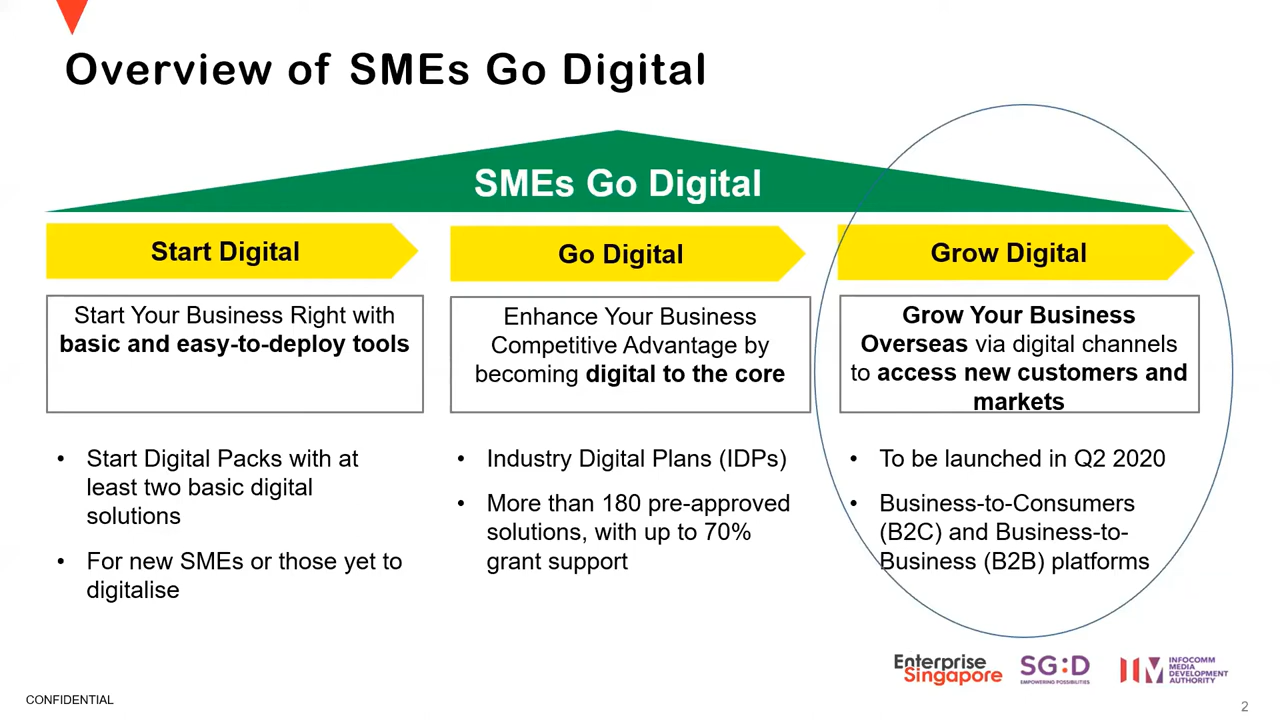 Overview of SMEs Go Digital
SMEs Go Digital
Start Digital
Start Your Business Right with
basic and easy-to-deploy tools
• Start Digital Packs with at
least two basic digital
solutions
• For new SMEs or those yet to
digitalise
Go Digital
Enhance Your Business
Competitive Advantage by
becoming digital to the core
• Industry Digital Plans (IDPs)
• More than 180 pre-approved
solutions, with up to 70%
grant support
Grow Digital
Grow Your Business
Overseas via digital channels
to access new customers and
markets
• To be launched in Q2 2020
• Business-to-Consumers
(B2C) and Business-to-
Business (B2B) platforms
Enterprise
Singapore
SG:D
EMPOWERING POSSIBILITIES
IM
INFOCOMM
MEDIA
DEVELOPMENT
AUTHORITY
CONFIDENTIAL
2